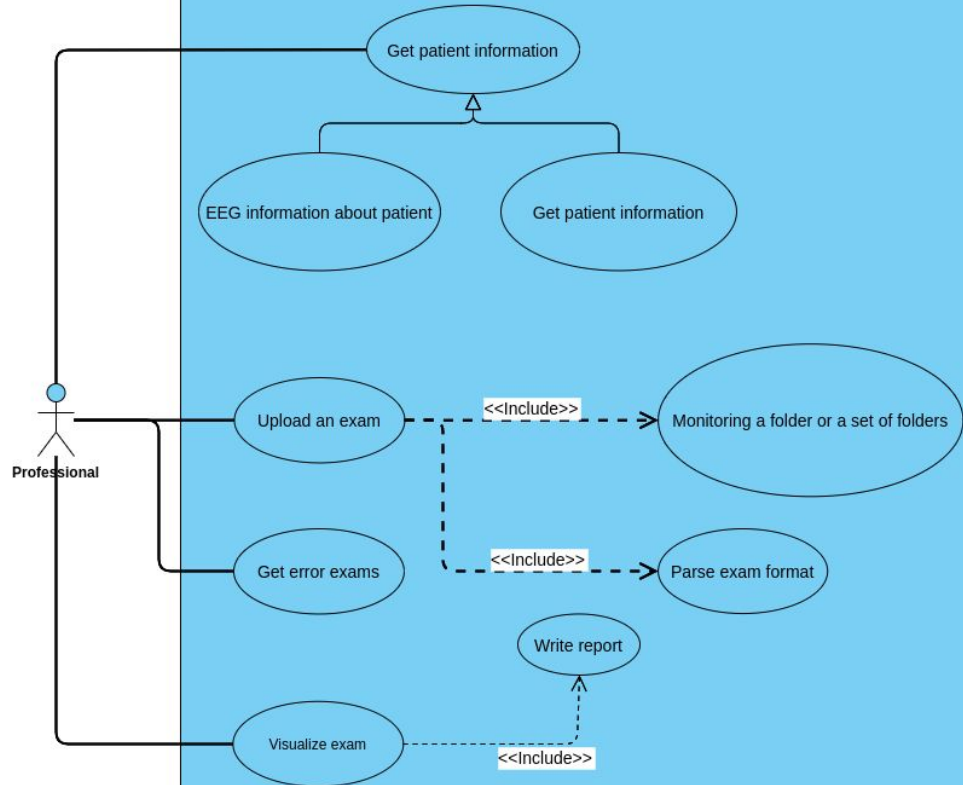 Get patient information
EEG information about patient
Get patient information
<<Include>>
Upload an exam
Monitoring a folder or a set of folders
Professional
<<Include>>
Get error exams
Parse exam format
Write report
Visualize exam
<<Include>>